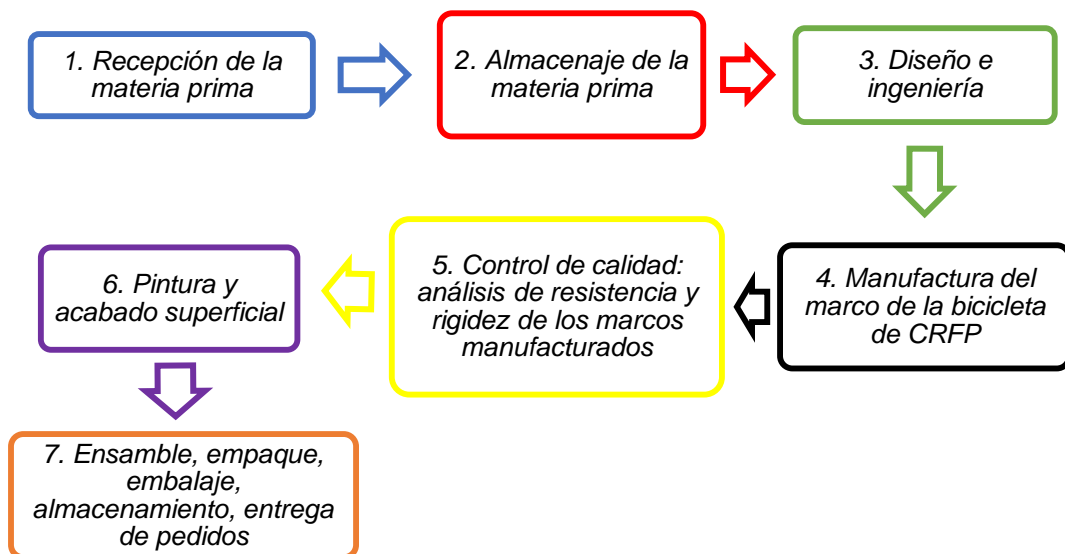 1. Recepción de la
materia prima
2. Almacenaje de la
materia prima
3. Diseño e
ingeniería
4. Manufactura del
marco de la bicicleta
de CRFP
5. Control de calidad:
análisis de resistencia y
rigidez de los marcos
manufacturados
6. Pintura y
acabado superficial
7. Ensamble, empaque,
embalaje,
almacenamiento, entrega
de pedidos